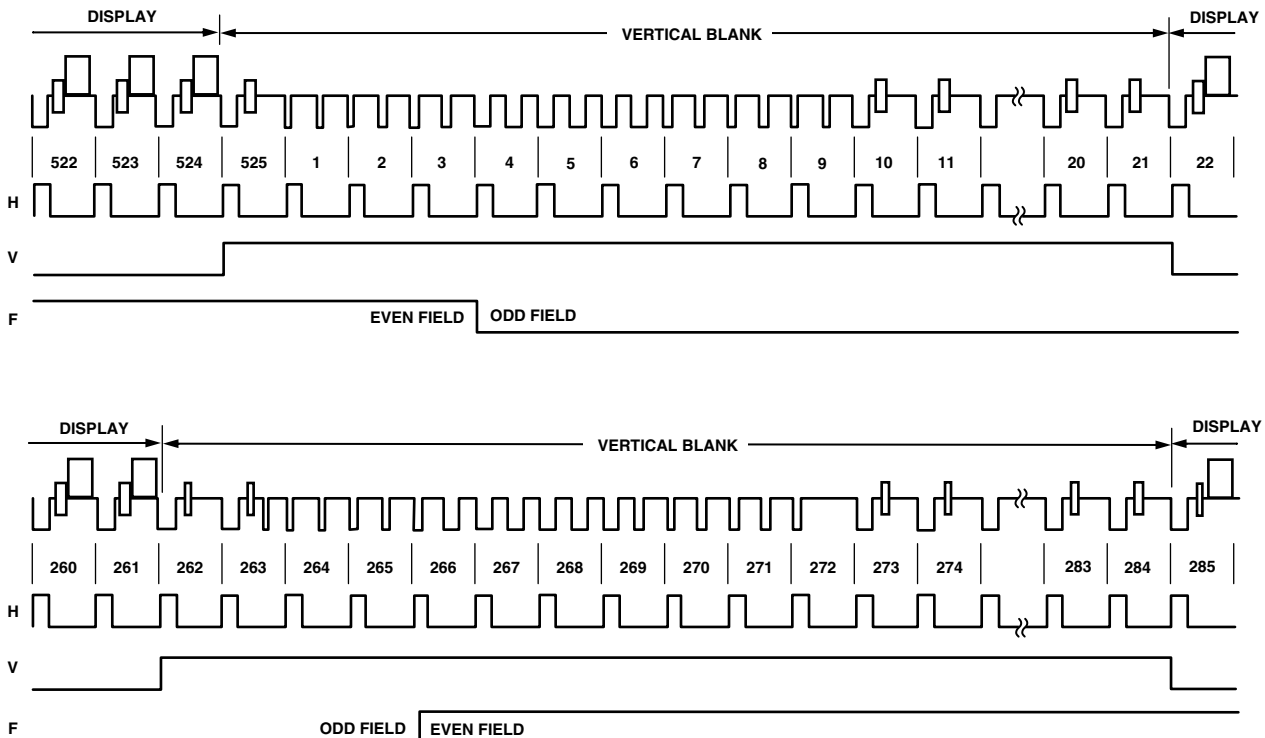 DISPLAY VERTICAL BLANK DISPLAY
522 523 524 525 1 2 3 4 5 6 7 8 9 10 11 20 21 22
H
V
F EVEN FIELD ODD FIELD
DISPLAY VERTICAL BLANK DISPLAY
260 261 262 263 264 265 266 267 268 269 270 271 272 273 274 283 284 285
H
V
F ODD FIELD EVEN FIELD